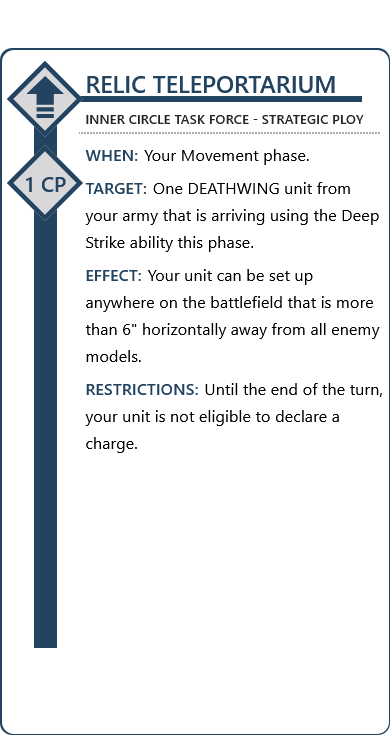 RELIC TELEPORTARIUM
INNER CIRCLE TASK FORCE - STRATEGIC PLOY
1 CP
WHEN: Your Movement phase.
TARGET: One DEATHWING unit from
your army that is arriving using the Deep
Strike ability this phase.
EFFECT: Your unit can be set up
anywhere on the battlefield that is more
than 6" horizontally away from all enemy
models.
RESTRICTIONS: Until the end of the turn,
your unit is not eligible to declare a
charge.